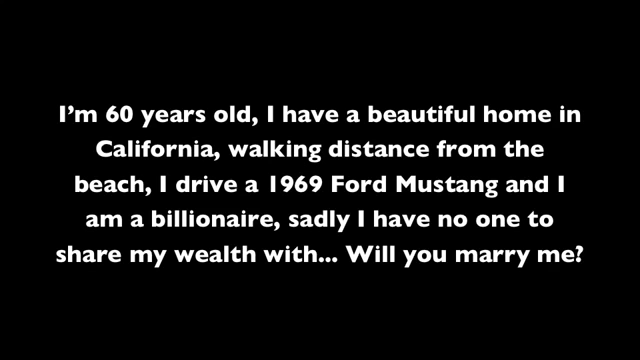 I’m 60 years old, I have a beautiful home in
California, walking distance from the
beach, I drive a 1969 Ford Mustang and I
am a billionaire, sadly I have no one to
share my wealth with... Will you marry me?